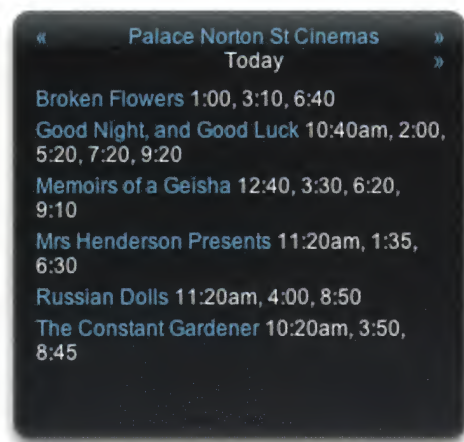 « Palace Norton St Cinemas »
Today »
Broken Flowers 1:00, 3:10, 6:40
Good Night, and Good Luck 10:40am, 2:00,
5:20, 7:20, 9:20
Memoirs of a Geisha 12:40, 3:30, 6:20,
9:10
Mrs Henderson Presents 11:20am, 1:35,
6:30
Russian Dolls 11:20am, 4:00, 8:50
The Constant Gardener 10:20am, 3:50,
8:45